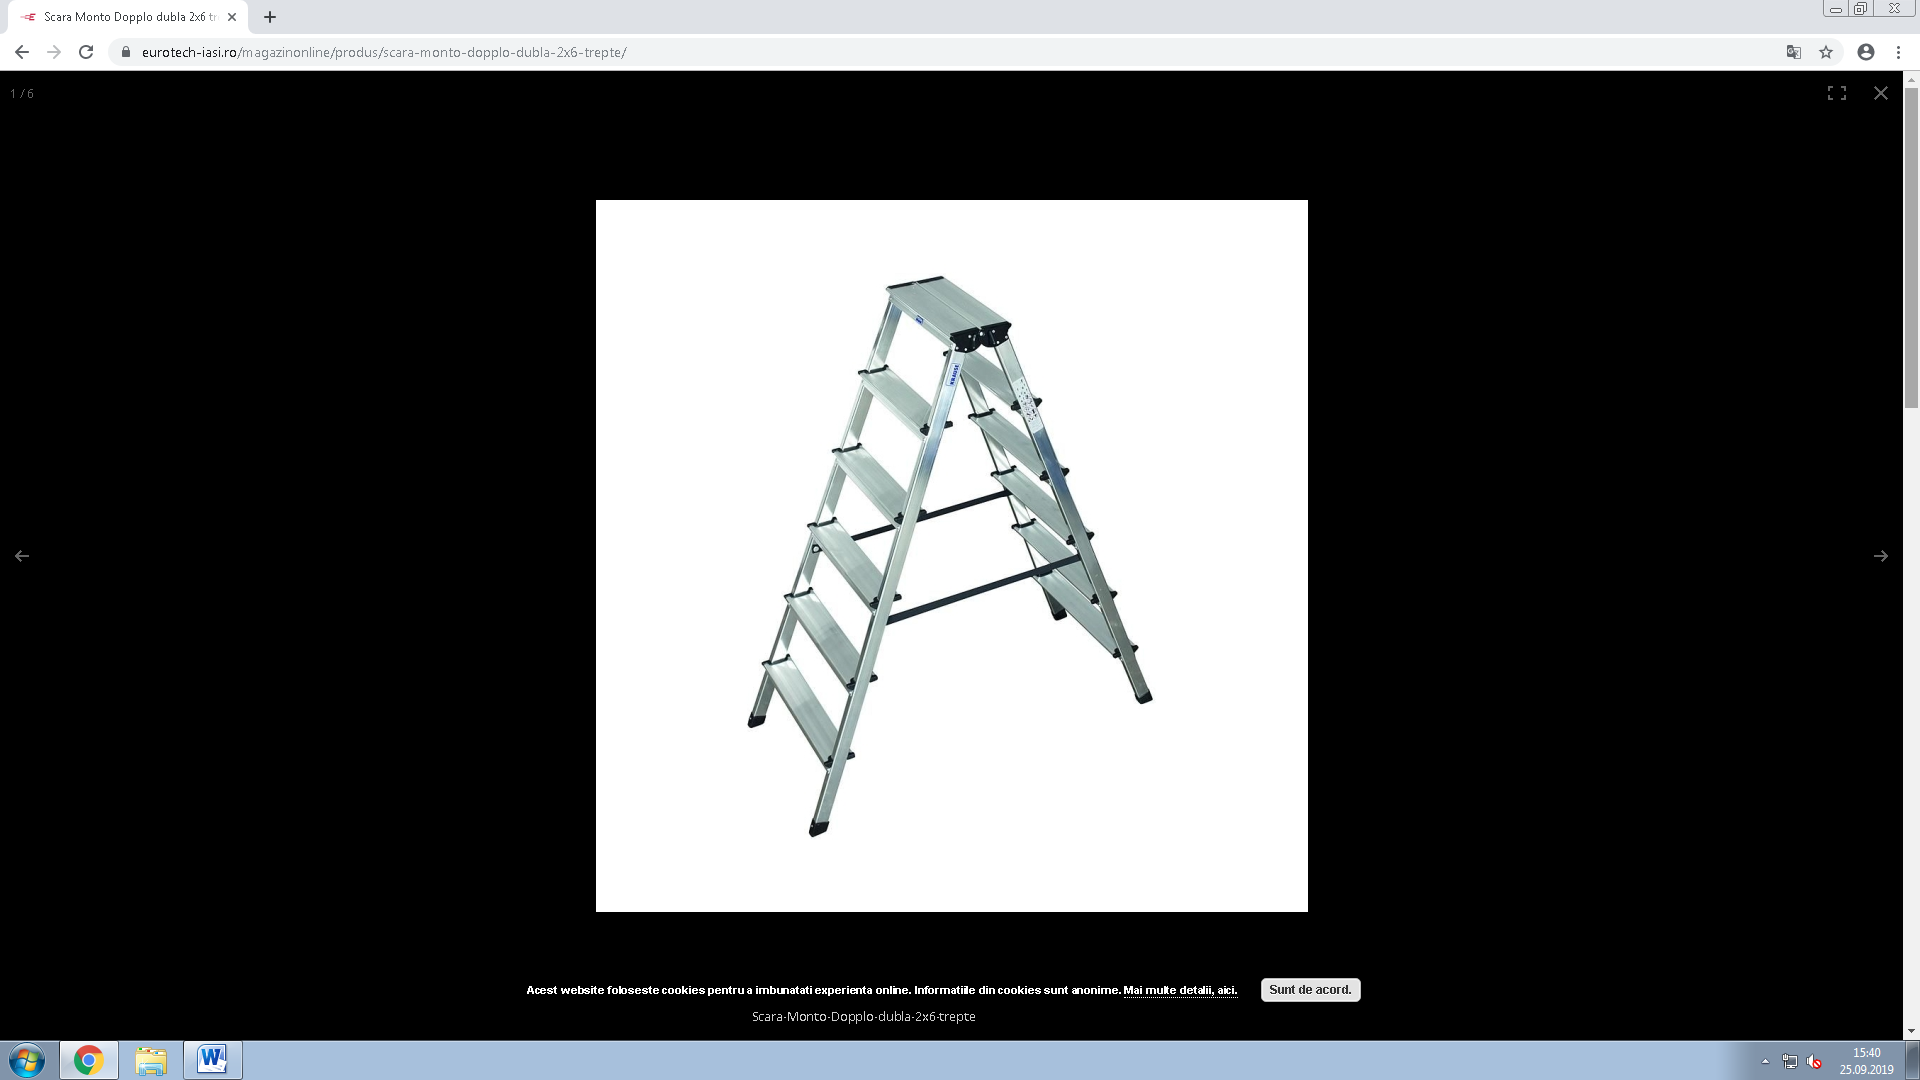 Scara Monto Dopplo dubla 2x6 tr
eurotech-iasi.ro/magazinonline/produs/scara-monto-dopplo-dubla-2x6-trepte/
1 / 6
KRAUSE
Acest website foloseste cookies pentru a imbunatati experienta online. Informatiile din cookies sunt anonime. Mai multe detalii, aici. Sunt de acord.
Scara-Monto-Dopplo-dubla-2x6-trepte
15:40
25.09.2019